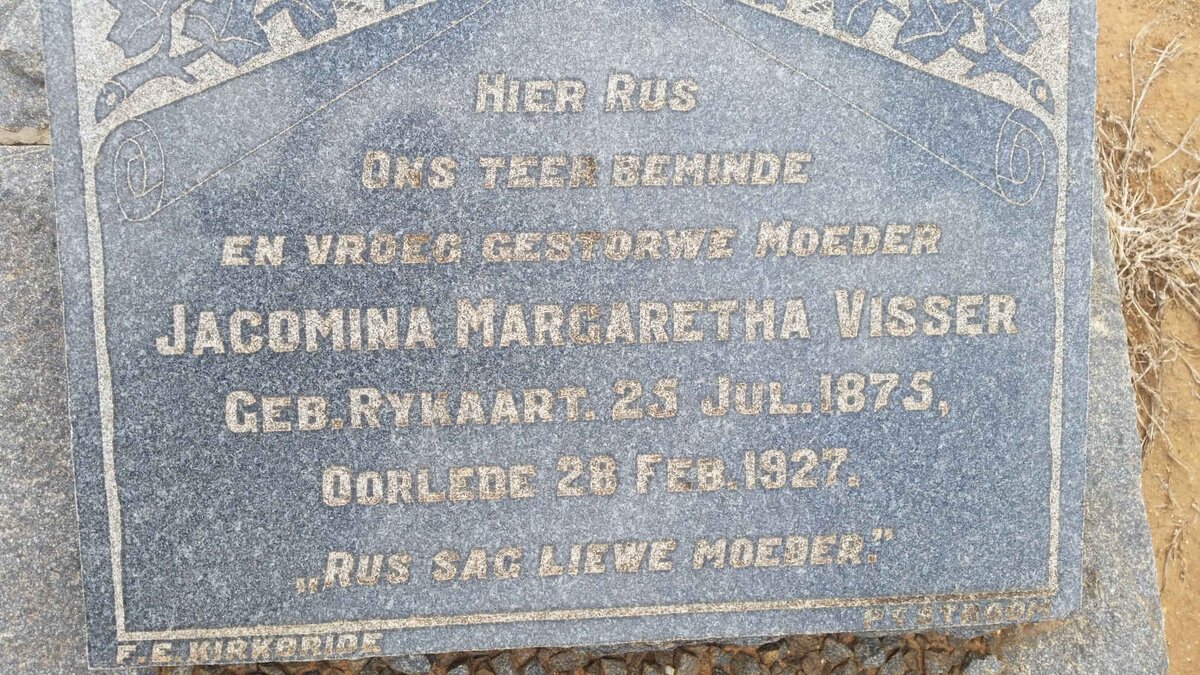 HIER RUS
ONS TEER BEMINDE
EN VROEG GESTORWE MOEDER
JACOMINA MARGARETHA VISSER
GEB. RYKAART. 25 JUL. 1875,
OORLEDE 28 FEB. 1927.
„RUS SAG LIEWE MOEDER."
F. E. KIRKBRIDE